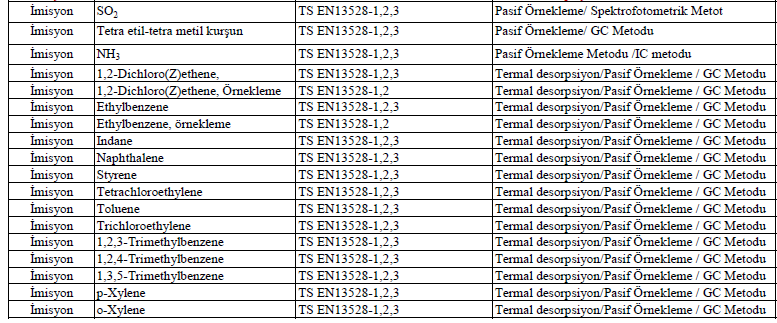 İmisyon SO2 TS EN13528-1,2,3 Pasif Örnekleme/ Spektrofotometrik Metot
İmisyon Tetra etil-tetra metil kurşun TS EN13528-1,2,3 Pasif Örnekleme/ GC Metodu
İmisyon NH3 TS EN13528-1,2,3 Pasif Örnekleme Metodu /IC metodu
İmisyon 1,2-Dichloro(Z)ethene, TS EN13528-1,2,3 Termal desorpsiyon/Pasif Örnekleme / GC Metodu
İmisyon 1,2-Dichloro(Z)ethene, Örnekleme TS EN13528-1,2 Termal desorpsiyon/Pasif Örnekleme / GC Metodu
İmisyon Ethylbenzene TS EN13528-1,2,3 Termal desorpsiyon/Pasif Örnekleme / GC Metodu
İmisyon Ethylbenzene, örnekleme TS EN13528-1,2 Termal desorpsiyon/Pasif Örnekleme / GC Metodu
İmisyon Indane TS EN13528-1,2,3 Termal desorpsiyon/Pasif Örnekleme / GC Metodu
İmisyon Naphthalene TS EN13528-1,2,3 Termal desorpsiyon/Pasif Örnekleme / GC Metodu
İmisyon Styrene TS EN13528-1,2,3 Termal desorpsiyon/Pasif Örnekleme / GC Metodu
İmisyon Tetrachloroethylene TS EN13528-1,2,3 Termal desorpsiyon/Pasif Örnekleme / GC Metodu
İmisyon Toluene TS EN13528-1,2,3 Termal desorpsiyon/Pasif Örnekleme / GC Metodu
İmisyon Trichloroethylene TS EN13528-1,2,3 Termal desorpsiyon/Pasif Örnekleme / GC Metodu
İmisyon 1,2,3-Trimethylbenzene TS EN13528-1,2,3 Termal desorpsiyon/Pasif Örnekleme / GC Metodu
İmisyon 1,2,4-Trimethylbenzene TS EN13528-1,2,3 Termal desorpsiyon/Pasif Örnekleme / GC Metodu
İmisyon 1,3,5-Trimethylbenzene TS EN13528-1,2,3 Termal desorpsiyon/Pasif Örnekleme / GC Metodu
İmisyon p-Xylene TS EN13528-1,2,3 Termal desorpsiyon/Pasif Örnekleme / GC Metodu
İmisyon o-Xylene TS EN13528-1,2,3 Termal desorpsiyon/Pasif Örnekleme / GC Metodu